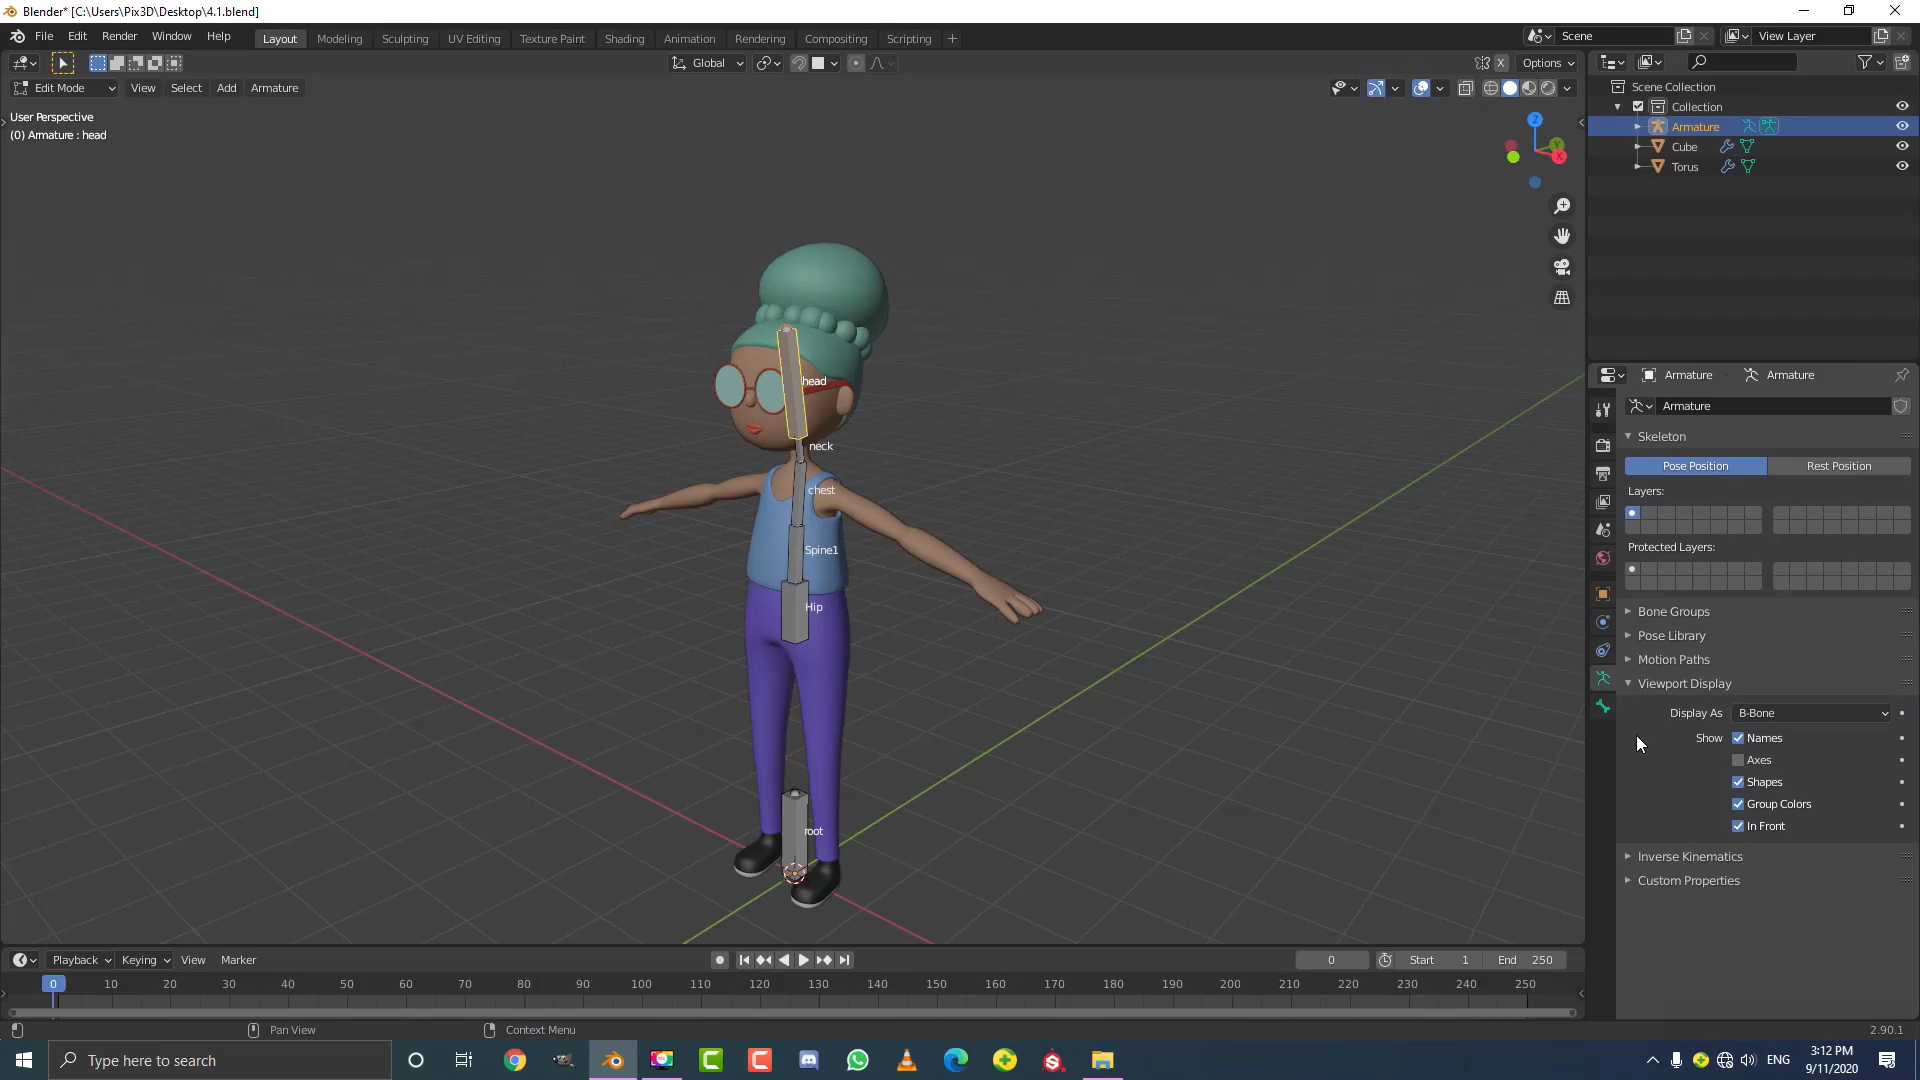 Blender* [C:\Users\Pix3D\Desktop\4.1.blend]
File Edit Render Window Help
Layout Modeling Sculpting UV Editing Texture Paint Shading Animation Rendering Compositing Scripting +
Scene
View Layer
Global
X Options
Edit Mode View Select Add Armature
User Perspective
(0) Armature : head
Z
Y
X
Scene Collection
Collection
Armature
Cube
Torus
head
neck
chest
Spine1
Hip
root
Armature Armature
Armature
Skeleton
Pose Position Rest Position
Layers:
Protected Layers:
Bone Groups
Pose Library
Motion Paths
Viewport Display
Display As B-Bone
Show Names
Axes
Shapes
Group Colors
In Front
Inverse Kinematics
Custom Properties
Playback Keying View Marker
0 Start 1 End 250
0 10 20 30 40 50 60 70 80 90 100 110 120 130 140 150 160 170 180 190 200 210 220 230 240 250
Pan View Context Menu 2.90.1
Type here to search
ENG
3:12 PM
9/11/2020